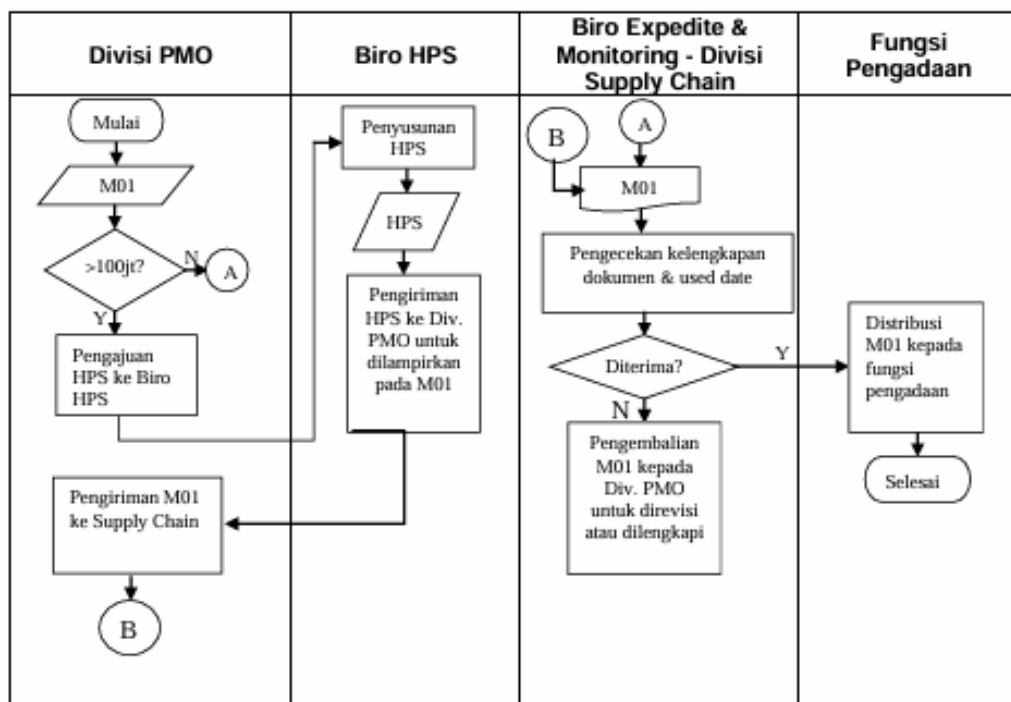 Divisi PMO
Biro HPS
Biro Expedite &
Monitoring - Divisi
Supply Chain
Fungsi
Pengadaan
Mulai
M01
>100jt?
N
A
Y
Pengajuan
HPS ke Biro
HPS
Pengiriman M01
ke Supply Chain
B
Penyusunan
HPS
HPS
Pengiriman
HPS ke Div.
PMO untuk
dilampirkan
pada M01
B
A
M01
Pengecekan kelengkapan
dokumen & used date
Diterima?
Y
N
Pengembalian
M01 kepada
Div. PMO
untuk direvisi
atau dilengkapi
Distribusi
M01 kepada
fungsi
pengadaan
Selesai